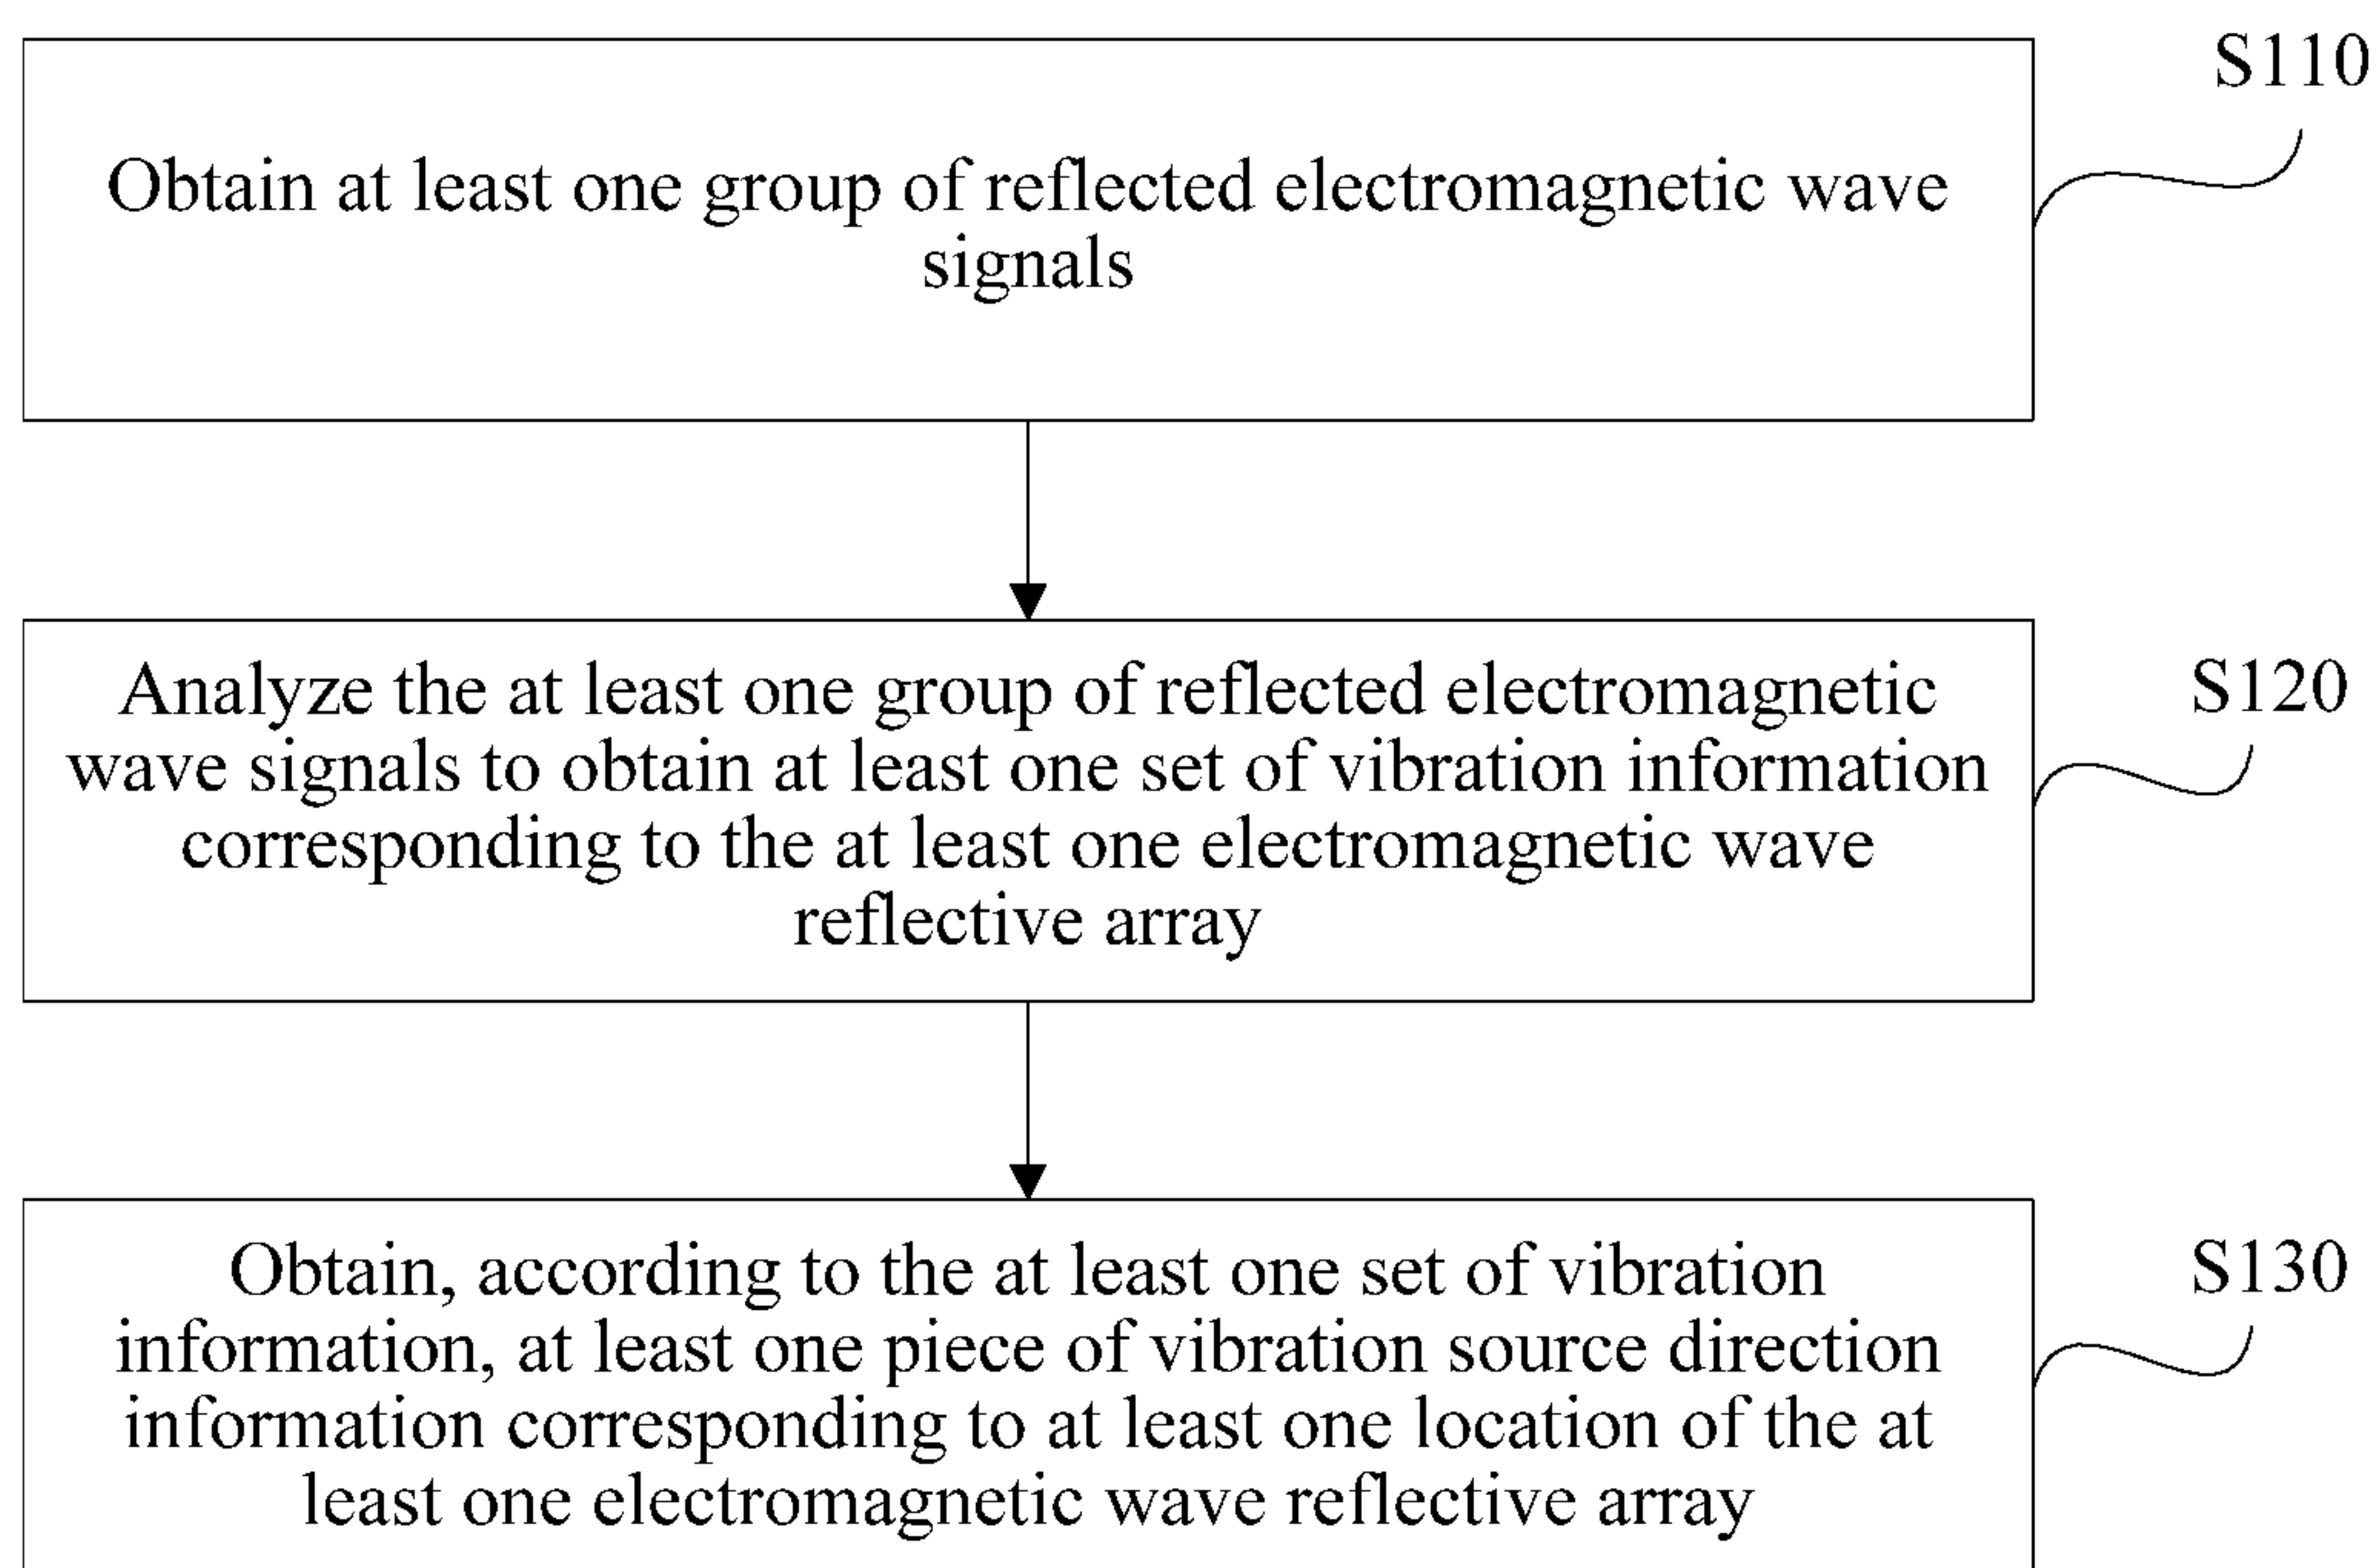 S110
Obtain at least one group of reflected electromagnetic wave
signals
Analyze the at least one group of reflected electromagnetic
wave signals to obtain at least one set of vibration information
corresponding to the at least one electromagnetic wave
reflective array
S120
Obtain, according to the at least one set of vibration
information, at least one piece of vibration source direction
information corresponding to at least one location of the at
least one electromagnetic wave reflective array
S130